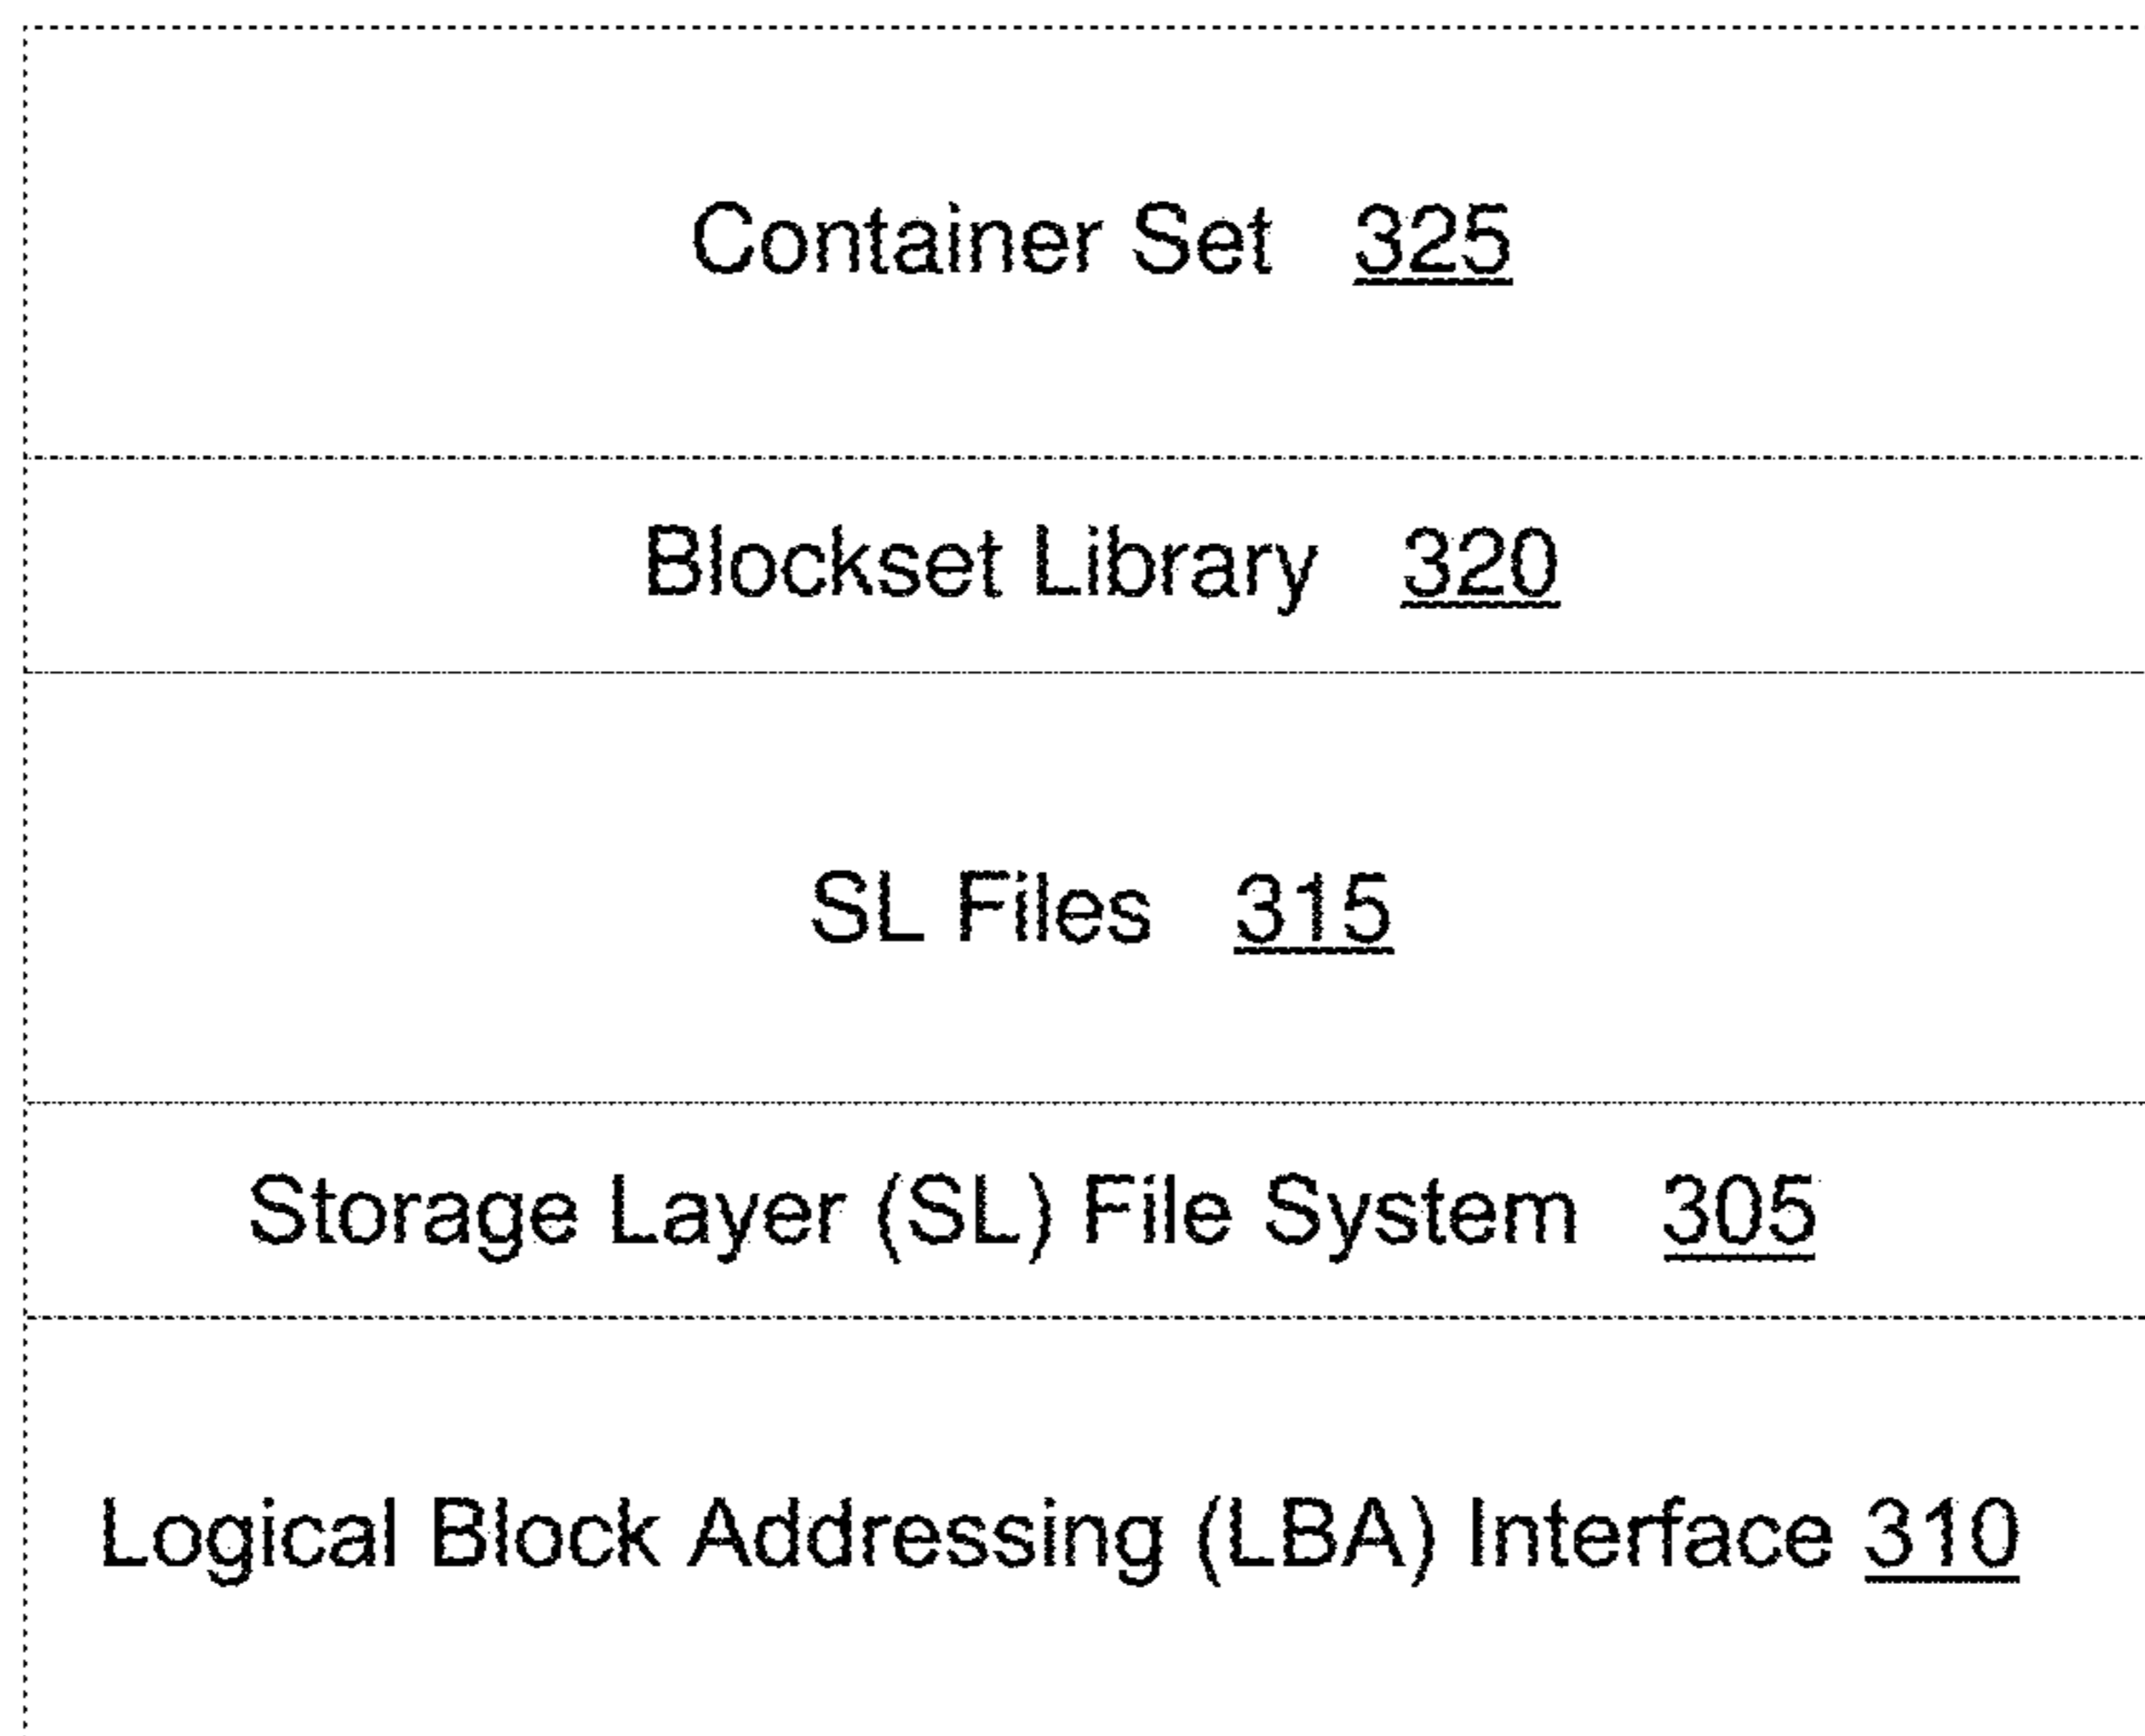 Container Set 325
Blockset Library 320
SL Files 315
Storage Layer (SL) File System 305
Logical Block Addressing (LBA) Interface 310